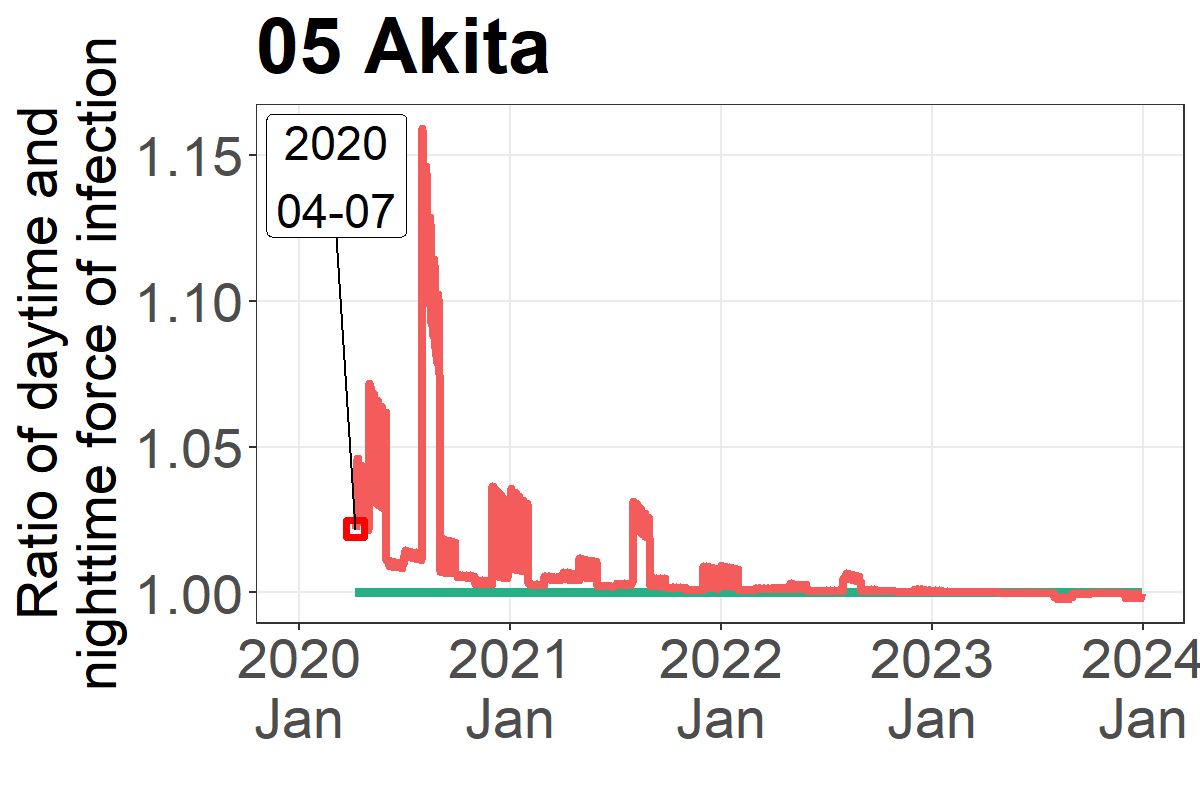 05 Akita
Ratio of daytime and
nighttime force of infection
2020
04-07
1.15
1.10
1.05
1.00
2020
Jan
2021
Jan
2022
Jan
2023
Jan
2024
Jan